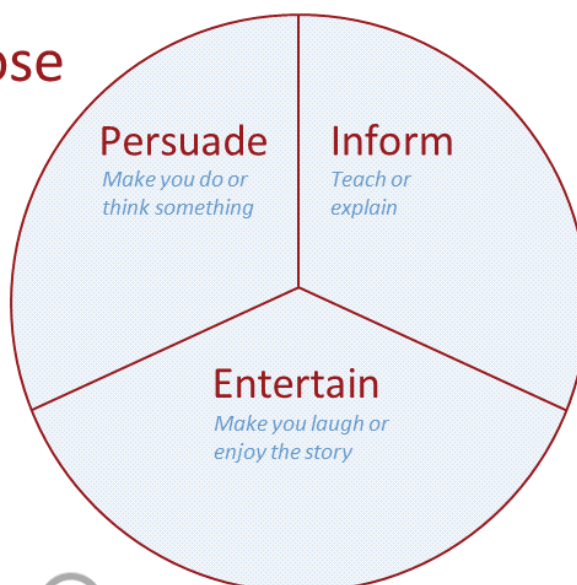 ose
Persuade
Make you do or
think something
Inform
Teach or
explain
Entertain
Make you laugh or
enjoy the story